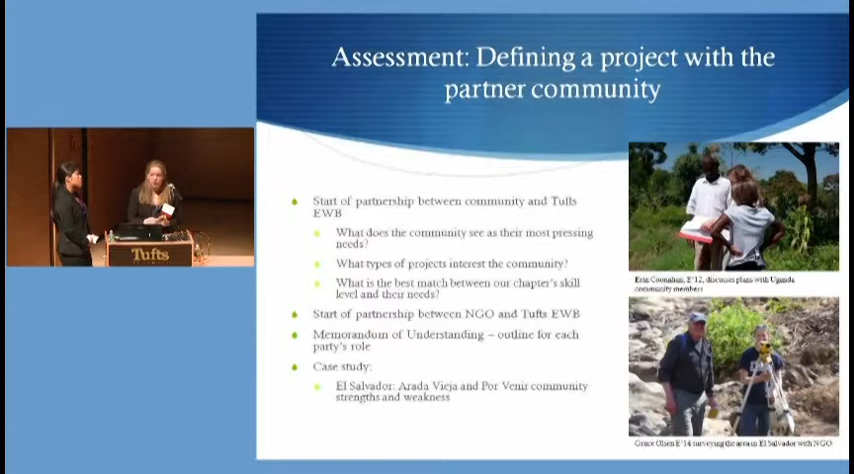 Assessment: Defining a project with the
partner community
Start of partnership between community and Tufts
EWB
What does the community see as their most pressing
needs?
What types of projects interest the community?
What is the best match between our chapter's skill
level and their needs?
Start of partnership between NGO and Tufts EWB
Memorandum of Understanding – outline for each
party's role
Case study:
El Salvador: Arada Vieja and Por Venir community
strengths and weakness
Erin Coonahan, E'12, discusses plans with Uganda
community members
Grace Olsen E'14 surveying the area in El Salvador with NGO
Tufts